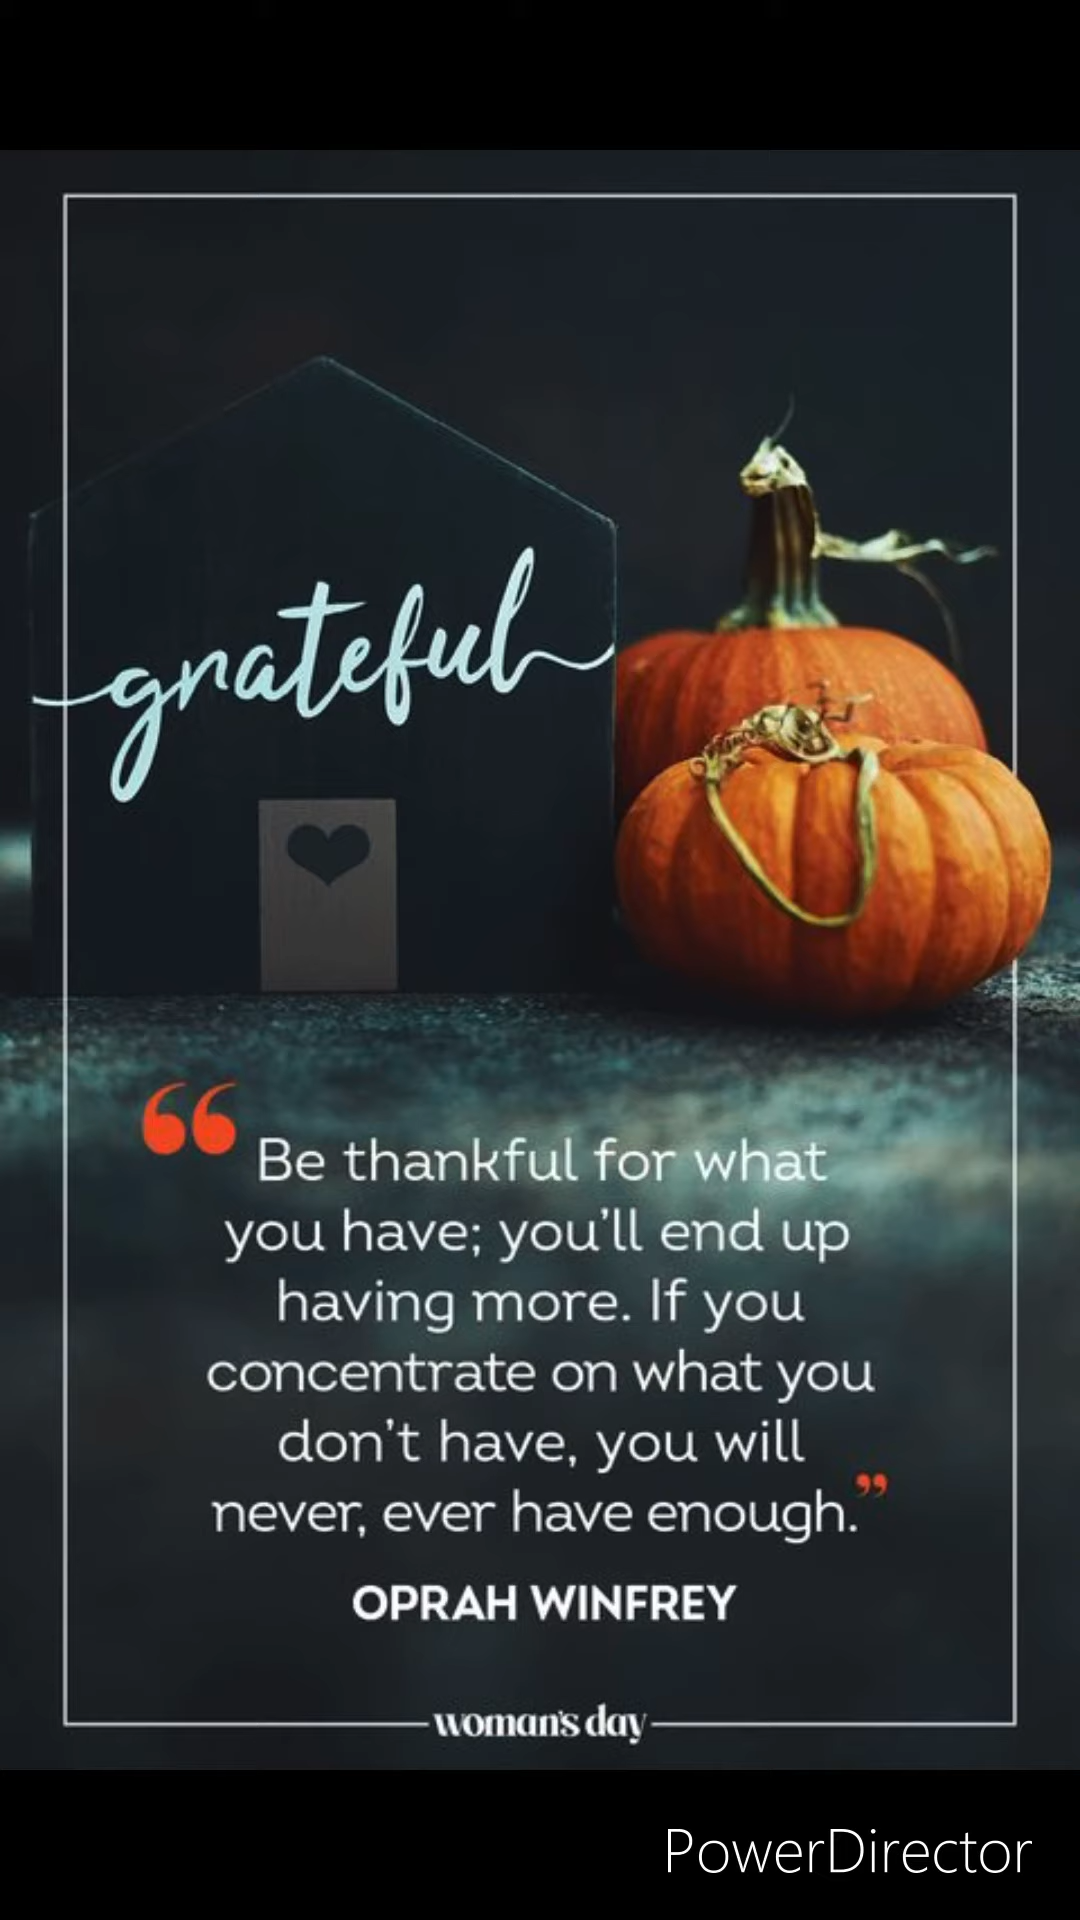 grateful
“Be thankful for what
you have; you’ll end up
having more. If you
concentrate on what you
don’t have, you will
never, ever have enough.”
OPRAH WINFREY
woman's day
PowerDirector